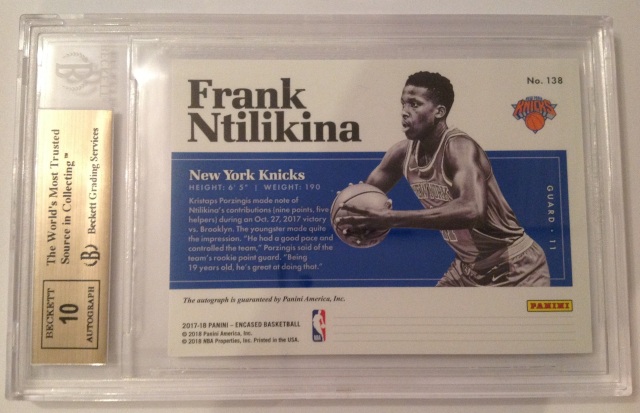 Frank
Ntilikina
No. 138
KNICKS
New York Knicks
HEIGHT: 6' 5" | WEIGHT: 190
Kristaps Porzingis made note of
Ntilikina's contributions (nine points, five
helpers) during an Oct. 27, 2017 victory
vs. Brooklyn. The youngster made quite
the impression. "He had a good pace and
controlled the team," Porzingis said of the
team's rookie point guard. "Being
19 years old, he's great at doing that."
GUARD • 11
The autograph is guaranteed by Panini America, Inc.
PANINI
2017-18 PANINI – ENCASED BASKETBALL
© 2018 Panini America, Inc.
© 2018 NBA Properties, Inc. Printed in the USA.
The World's Most Trusted
Source in Collecting™
Beckett Grading Services
BECKETT
10
AUTOGRAPH